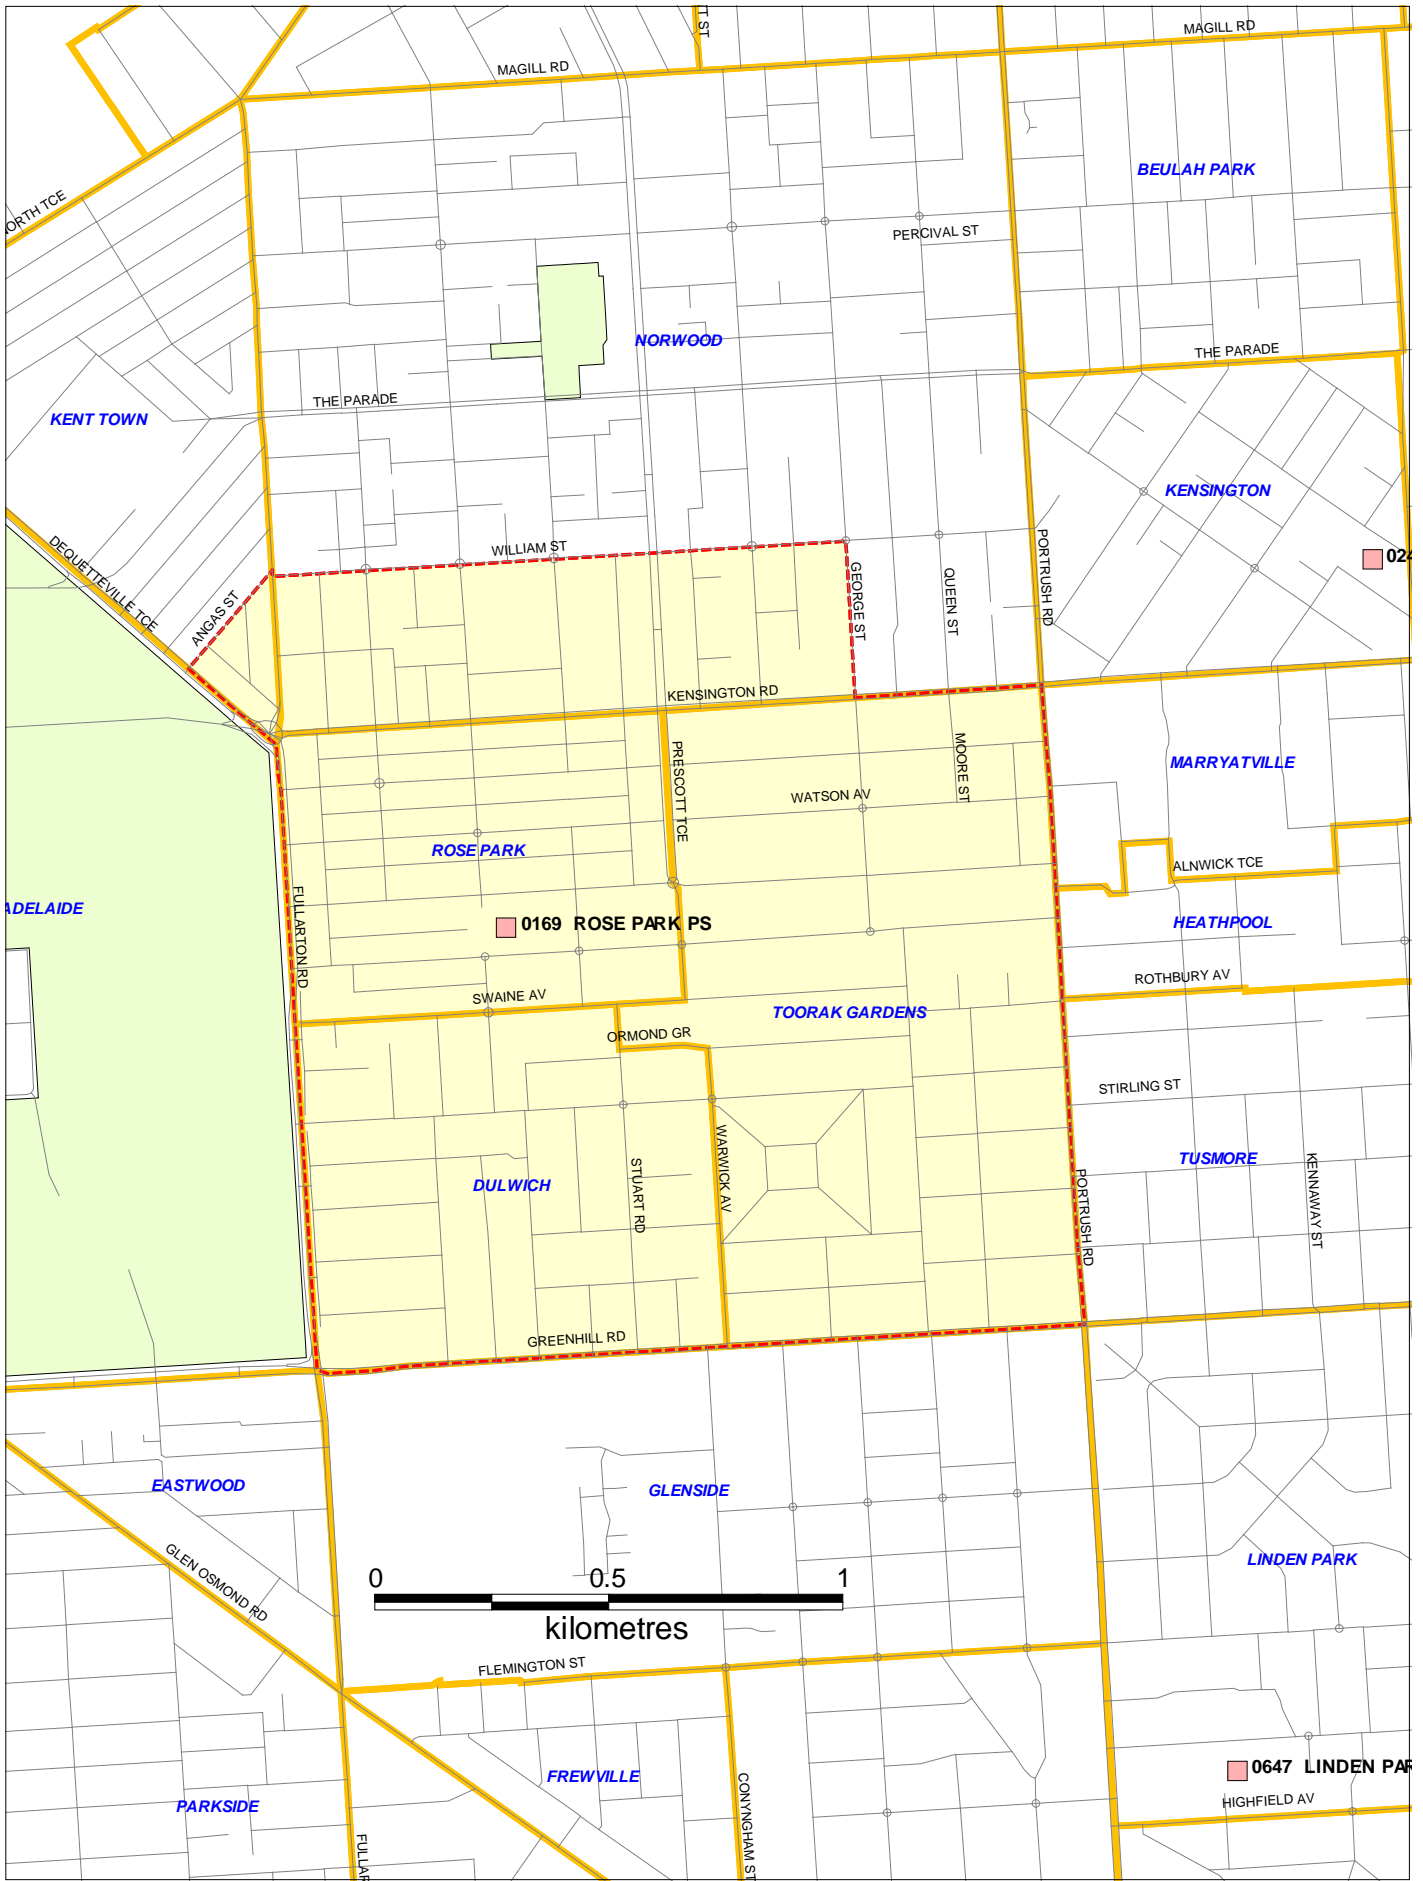 MAGILL RD
MAGILL RD
BEULAH PARK
NORTH TCE
PERCIVAL ST
NORWOOD
THE PARADE
THE PARADE
KENT TOWN
KENSINGTON
DEQUETTEVILLE TCE
WILLIAM ST
PORTRUSH RD
024
ANGAS ST
GEORGE ST
QUEEN ST
KENSINGTON RD
PRESCOTT TCE
MOORE ST
MARRYATVILLE
WATSON AV
ROSE PARK
ALNWICK TCE
ADELAIDE
FULLARTON RD
0169 ROSE PARK PS
HEATHPOOL
SWAINE AV
ROTHBURY AV
TOORAK GARDENS
ORMOND GR
STIRLING ST
WARWICK AV
STUART RD
DULWICH
TUSMORE
KENNAWAY ST
PORTRUSH RD
GREENHILL RD
EASTWOOD
GLENSIDE
GLEN OSMOND RD
LINDEN PARK
0 0.5 1
kilometres
FLEMINGTON ST
FREWVILLE
0647 LINDEN PAR
PARKSIDE
CONYNGHAM ST
HIGHFIELD AV
FULLAR